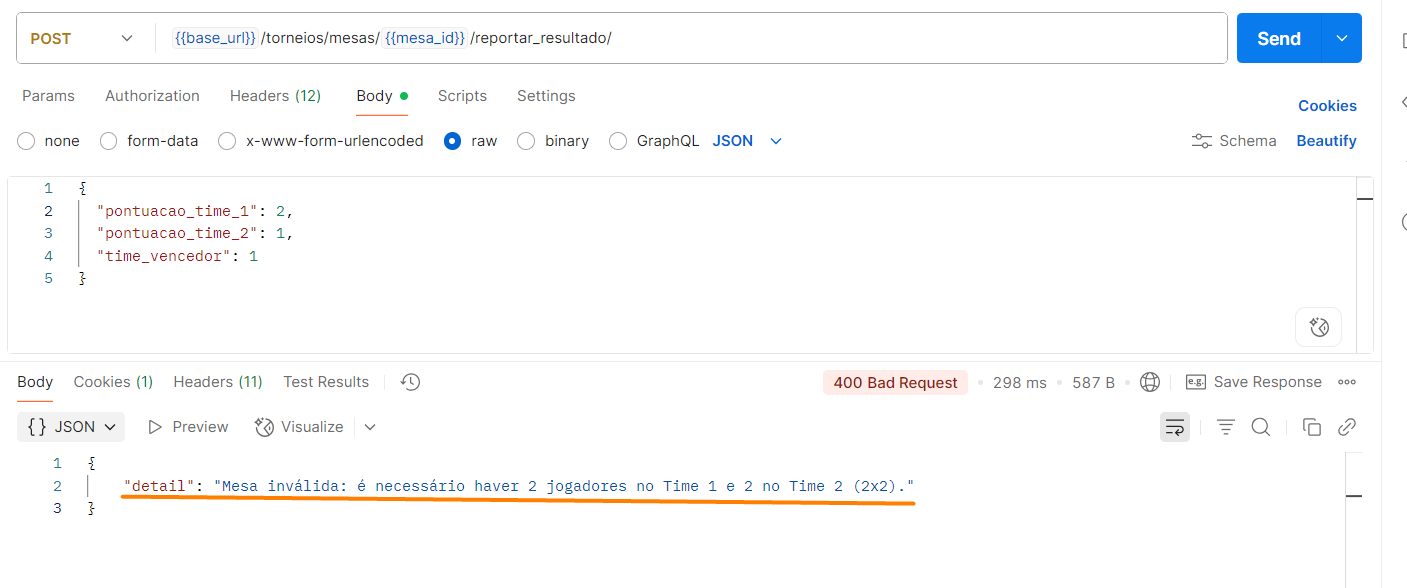 POST {{base_url}} /torneios/mesas/ {{mesa_id}} /reportar_resultado/ Send
Params Authorization Headers (12) Body Scripts Settings Cookies
none form-data x-www-form-urlencoded raw binary GraphQL JSON Schema Beautify
1 {
2 "pontuacao_time_1": 2,
3 "pontuacao_time_2": 1,
4 "time_vencedor": 1
5 }
Body Cookies (1) Headers (11) Test Results 400 Bad Request 298 ms 587 B e.g. Save Response
{} JSON Preview Visualize
1 {
2 "detail": "Mesa inválida: é necessário haver 2 jogadores no Time 1 e 2 no Time 2 (2x2)."
3 }